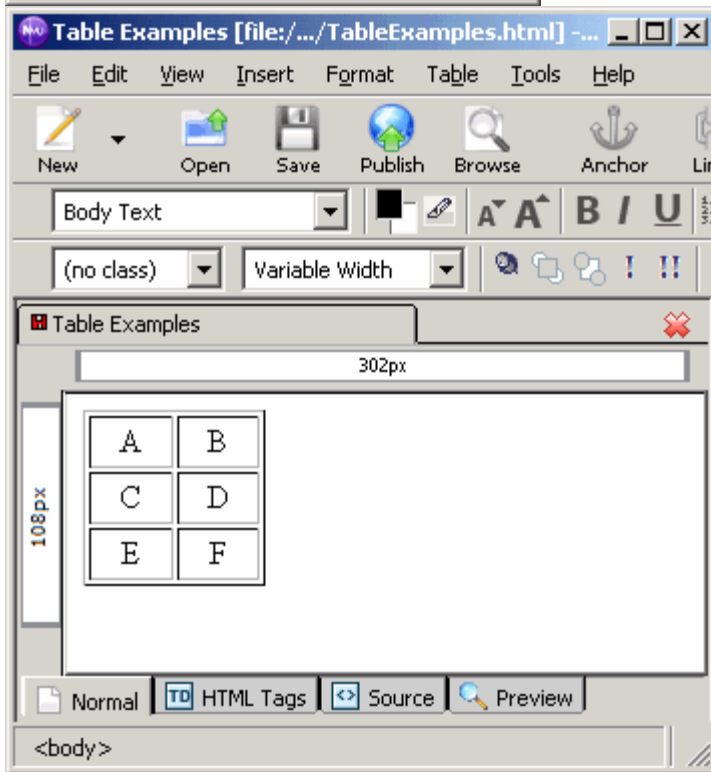 Table Examples [file:/.../TableExamples.html] -...
File Edit View Insert Format Table Tools Help
New Open Save Publish Browse Anchor
Body Text A A B I U
(no class) Variable Width ! !!
Table Examples
302px
108px
A B
C D
E F
Normal TD HTML Tags <> Source Preview
<body>